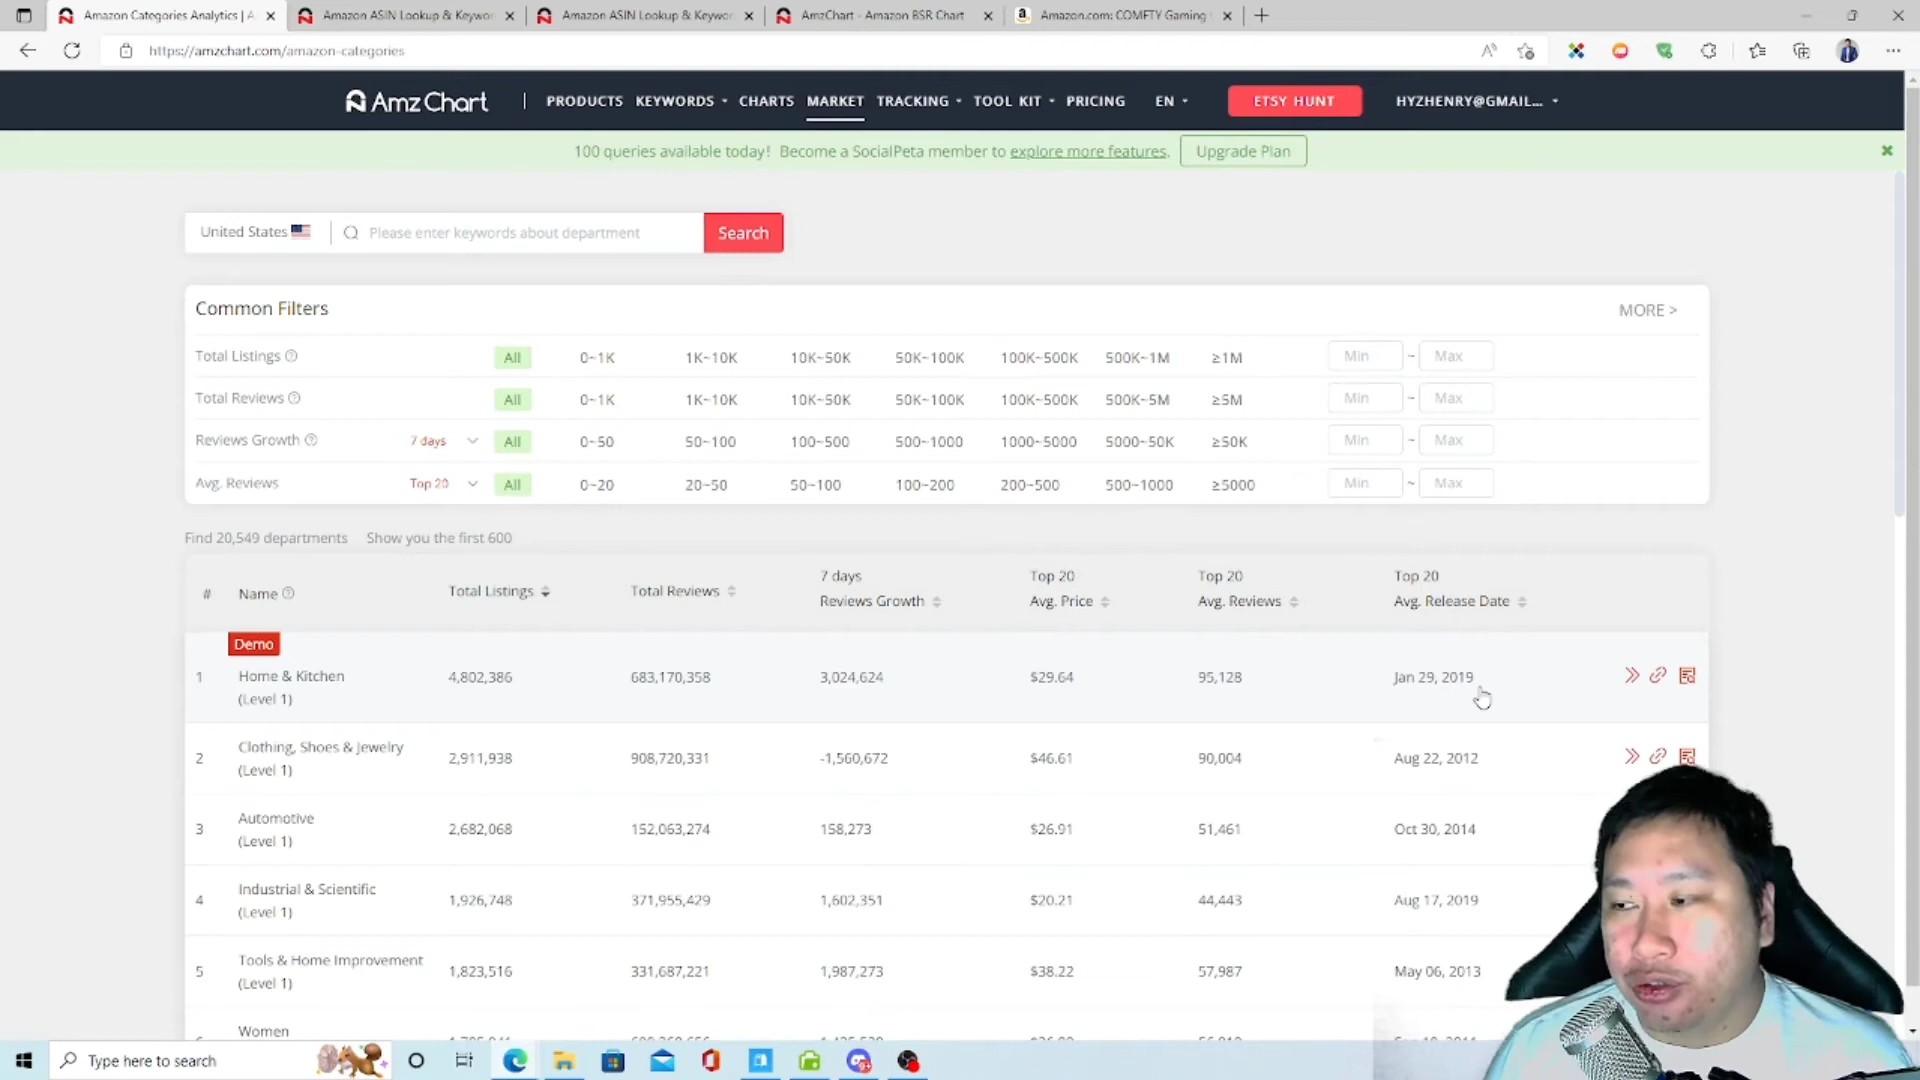 Amazon Categories Analytics | A
Amazon ASIN Lookup & Keywor
Amazon ASIN Lookup & Keywor
AmzChart - Amazon BSR Chart
Amazon.com: COMFTY Gaming
https://amzchart.com/amazon-categories
AmzChart | PRODUCTS KEYWORDS CHARTS MARKET TRACKING TOOL KIT PRICING EN ETSY HUNT HYZHENRY@GMAIL...
100 queries available today! Become a SocialPeta member to explore more features. Upgrade Plan
United States Please enter keywords about department Search
Common Filters MORE >
Total Listings All 0~1K 1K~10K 10K~50K 50K~100K 100K~500K 500K~1M ≥1M Min ~ Max
Total Reviews All 0~1K 1K~10K 10K~50K 50K~100K 100K~500K 500K~5M ≥5M Min ~ Max
Reviews Growth 7 days All 0~50 50~100 100~500 500~1000 1000~5000 5000~50K ≥50K Min ~ Max
Avg. Reviews Top 20 All 0~20 20~50 50~100 100~200 200~500 500~1000 ≥5000 Min ~ Max
Find 20,549 departments Show you the first 600
# Name Total Listings Total Reviews 7 days Reviews Growth Top 20 Avg. Price Top 20 Avg. Reviews Top 20 Avg. Release Date
Demo
1 Home & Kitchen (Level 1) 4,802,386 683,170,358 3,024,624 $29.64 95,128 Jan 29, 2019
2 Clothing, Shoes & Jewelry (Level 1) 2,911,938 908,720,331 -1,560,672 $46.61 90,004 Aug 22, 2012
3 Automotive (Level 1) 2,682,068 152,063,274 158,273 $26.91 51,461 Oct 30, 2014
4 Industrial & Scientific (Level 1) 1,926,748 371,955,429 1,602,351 $20.21 44,443 Aug 17, 2019
5 Tools & Home Improvement (Level 1) 1,823,516 331,687,221 1,987,273 $38.22 57,987 May 06, 2013
Women
Type here to search